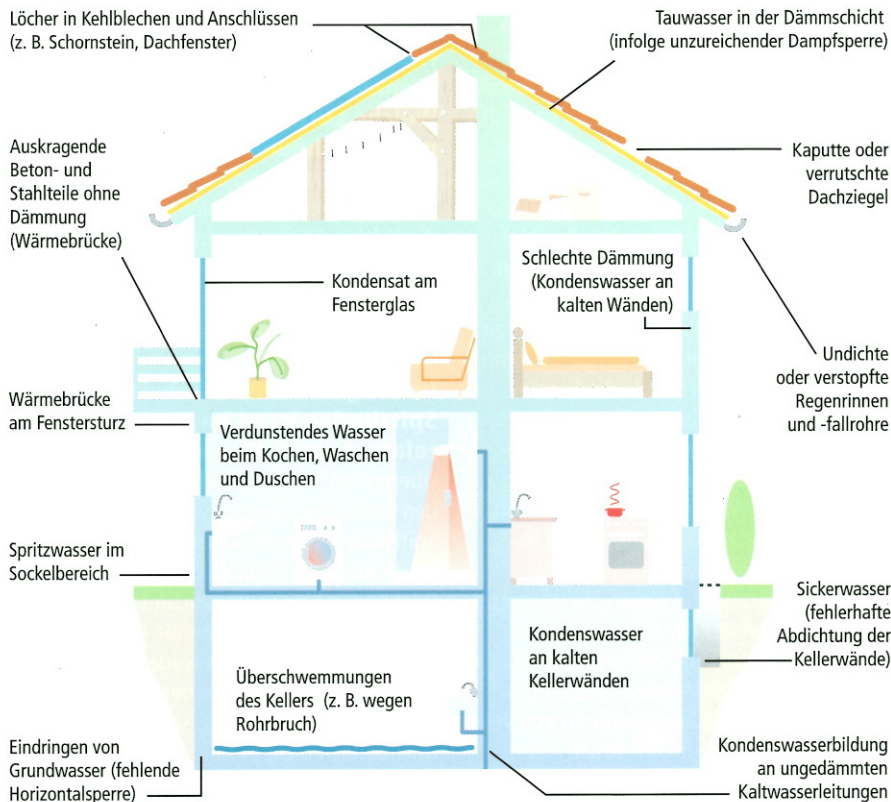 Löcher in Kehlblechen und Anschlüssen
(z. B. Schornstein, Dachfenster)
Tauwasser in der Dämmschicht
(infolge unzureichender Dampfsperre)
Auskragende
Beton- und
Stahlteile ohne
Dämmung
(Wärmebrücke)
Kaputte oder
verrutschte
Dachziegel
Kondensat am
Fensterglas
Schlechte Dämmung
(Kondenswasser an
kalten Wänden)
Undichte
oder verstopfte
Regenrinnen
und -fallrohre
Wärmebrücke
am Fenstersturz
Verdunstendes Wasser
beim Kochen, Waschen
und Duschen
Spritzwasser im
Sockelbereich
Sickerwasser
(fehlerhafte
Abdichtung der
Kellerwände)
Kondenswasser
an kalten
Kellerwänden
Überschwemmungen
des Kellers (z. B. wegen
Rohrbruch)
Eindringen von
Grundwasser (fehlende
Horizontalsperre)
Kondenswasserbildung
an ungedämmten
Kaltwasserleitungen